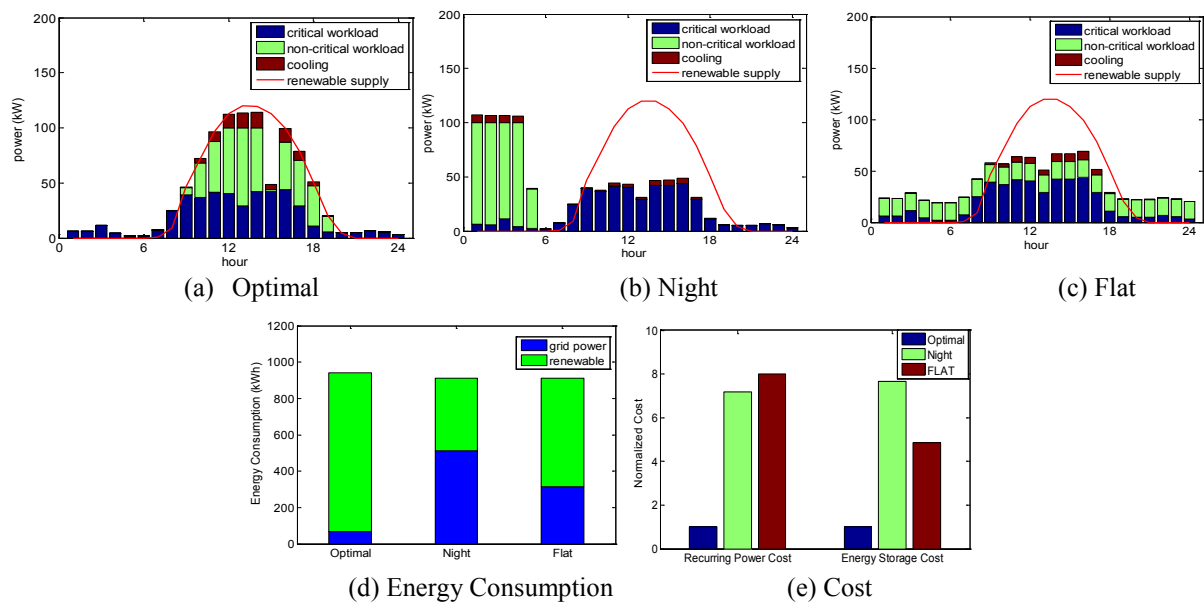 200
150
100
50
0
power (kW)
critical workload
non-critical workload
cooling
renewable supply
0 6 12 18 24
hour
(a) Optimal
200
150
100
50
0
power (kW)
critical workload
non-critical workload
cooling
renewable supply
0 6 12 18 24
hour
(b) Night
200
150
100
50
0
power (kW)
critical workload
non-critical workload
cooling
renewable supply
0 6 12 18 24
hour
(c) Flat
1200
1000
800
600
400
200
0
Energy Consumption (kWh)
grid power
renewable
Optimal Night Flat
(d) Energy Consumption
10
8
6
4
2
0
Normalized Cost
Optimal
Night
FLAT
Recurring Power Cost Energy Storage Cost
(e) Cost